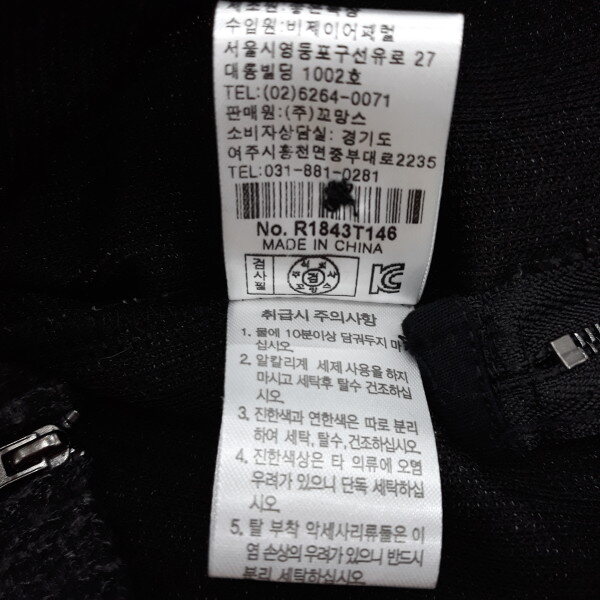 수입원:비제이어패럴
서울시영등포구선유로 27
대룡빌딩 1002호
TEL:(02)6264-0071
판매원:(주)꼬망스
소비자상담실: 경기도
여주시흥천면중부대로2235
TEL:031-881-0281
No. R1843T146
MADE IN CHINA
검사필
검
꼬망스
취급시 주의사항
1. 물에 10분이상 담궈두지 마
십시오.
2. 알칼리계 세제 사용을 하지
마시고 세탁후 탈수 건조하십
시오.
3. 진한색과 연한색은 따로 분리
하여 세탁, 탈수, 건조하십시오.
4. 진한색상은 타 의류에 오염
우려가 있으니 단독 세탁하십
시오.
5. 탈 부착 악세사리류들은 이
염 손상의 우려가 있으니 반드시
분리 세탁하십시오.